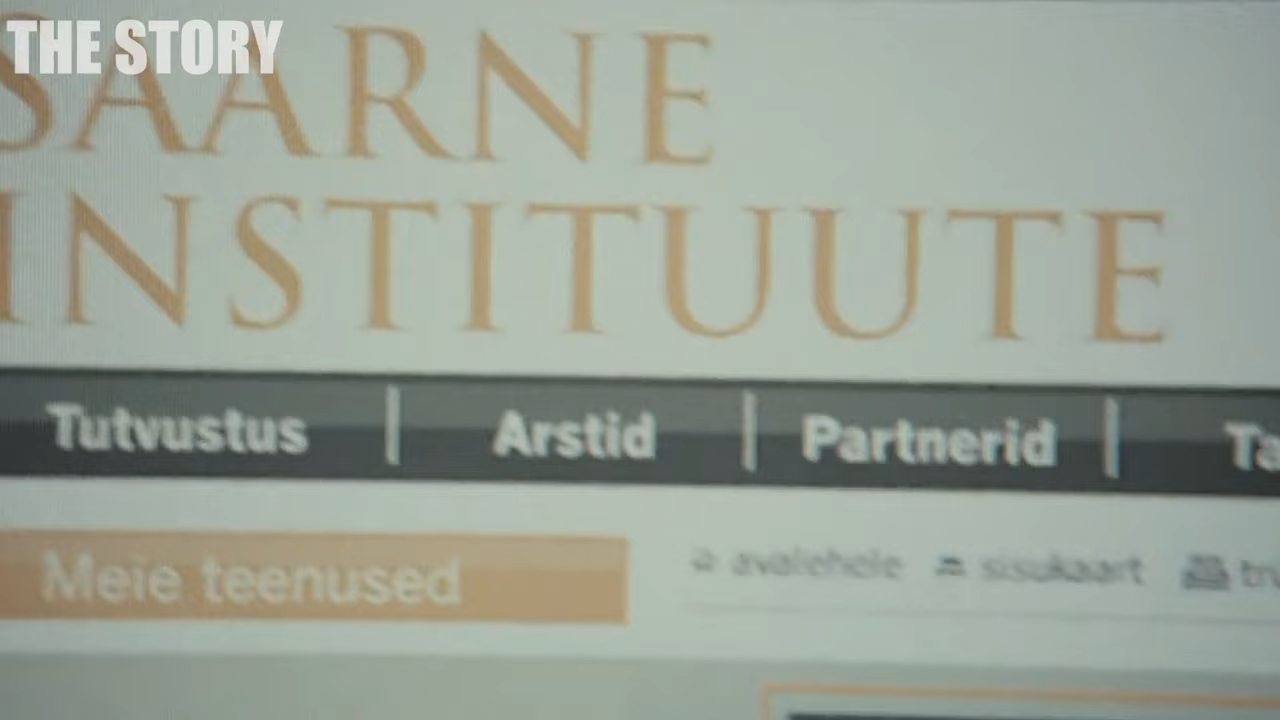 THE STORY
SAARNE
INSTITUUTE
Tutvustus | Arstid | Partnerid
Meie teenused
avalehele sisukaart